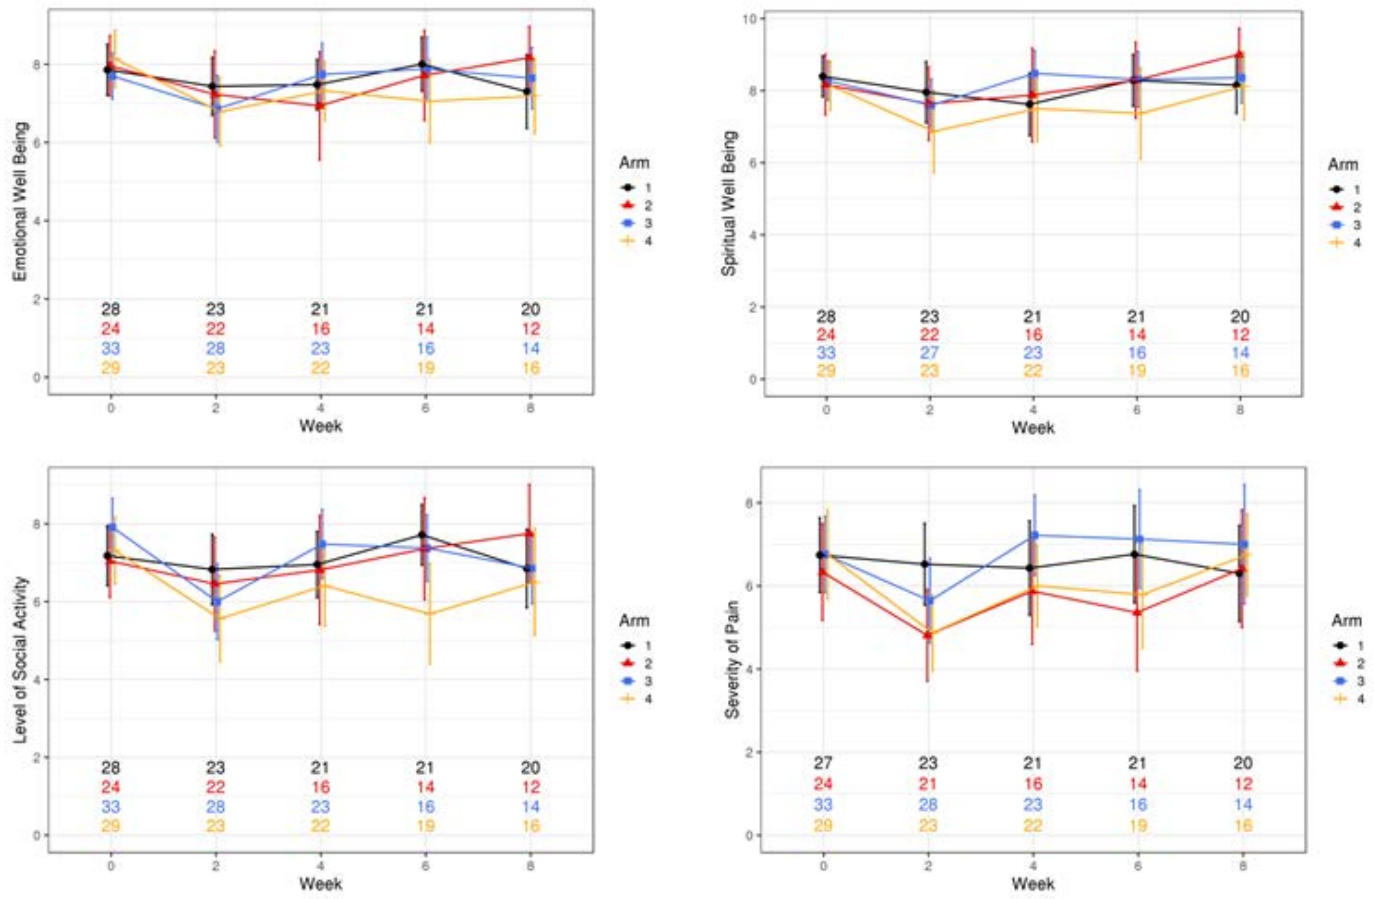 Emotional Well Being
8
6
4
2
0
28 23 21 21 20
24 22 16 14 12
33 28 23 16 14
29 23 22 19 16
0 2 4 6 8
Week
Arm
1
2
3
4
Spiritual Well Being
10
8
6
4
2
0
28 23 21 21 20
24 22 16 14 12
33 27 23 16 14
29 23 22 19 16
0 2 4 6 8
Week
Arm
1
2
3
4
Level of Social Activity
8
6
4
2
0
28 23 21 21 20
24 22 16 14 12
33 28 23 16 14
29 23 22 19 16
0 2 4 6 8
Week
Arm
1
2
3
4
Severity of Pain
8
6
4
2
0
27 23 21 21 20
24 21 16 14 12
33 28 23 16 14
29 23 22 19 16
0 2 4 6 8
Week
Arm
1
2
3
4